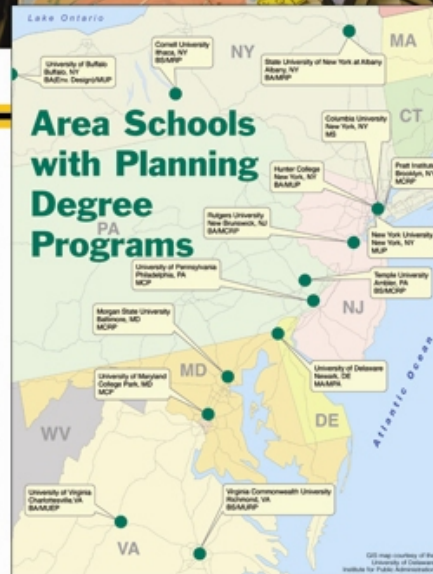 Lake Ontario
Cornell University
Ithaca, NY
BS/MRP
NY
MA
University of Buffalo
Buffalo, NY
BA(Env. Design)/MUP
State University of New York at Albany
Albany, NY
BA/MRP
Area Schools
with Planning
Degree
Programs
Columbia University
New York, NY
MS
CT
Hunter College
New York, NY
BA/MUP
Pratt Institute
Brooklyn, NY
MCRP
PA
Rutgers University
New Brunswick, NJ
BA/MCRP
New York University
New York, NY
MUP
University of Pennsylvania
Philadelphia, PA
MCP
Temple University
Ambler, PA
BS/MCRP
NJ
Morgan State University
Baltimore, MD
MCRP
University of Maryland
College Park, MD
MCP
MD
University of Delaware
Newark, DE
MA/MPA
Atlantic Ocean
WV
DE
University of Virginia
Charlottesville, VA
BA/MUEP
Virginia Commonwealth University
Richmond, VA
BS/MURP
VA
GIS map courtesy of the
University of Delaware
Institute for Public Administration